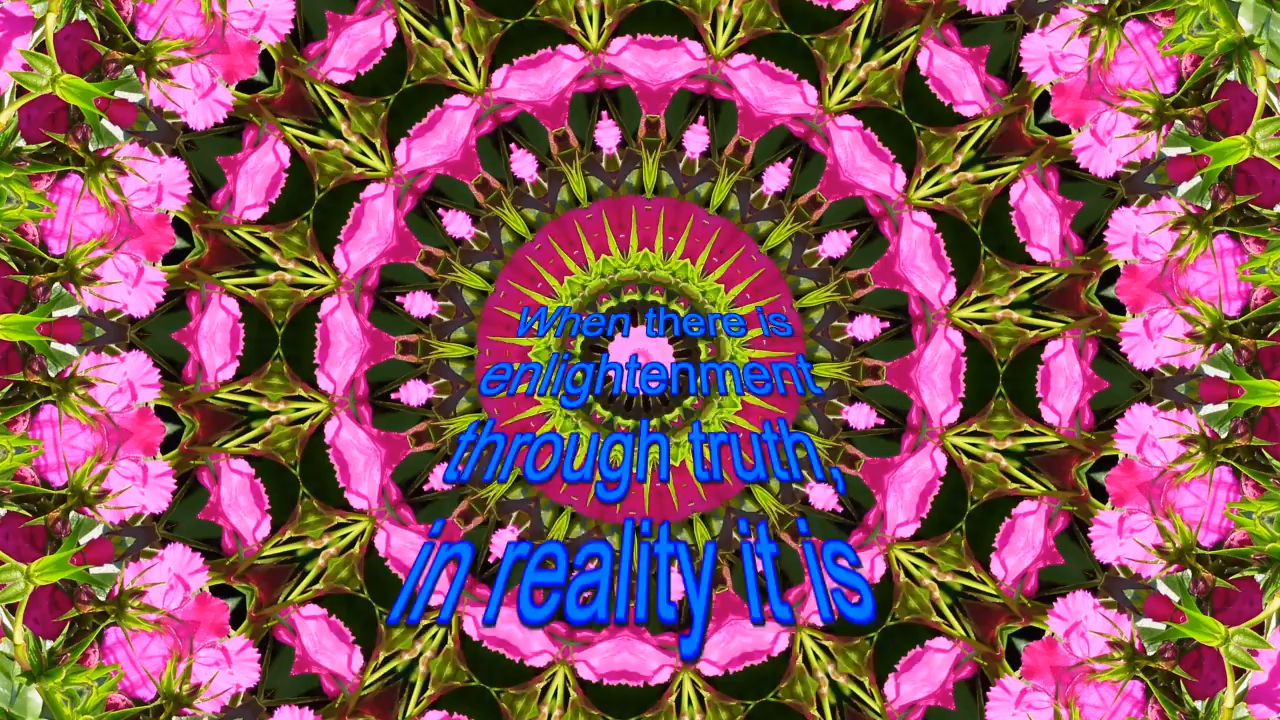 When there is
enlightenment
through truth,
in reality it is